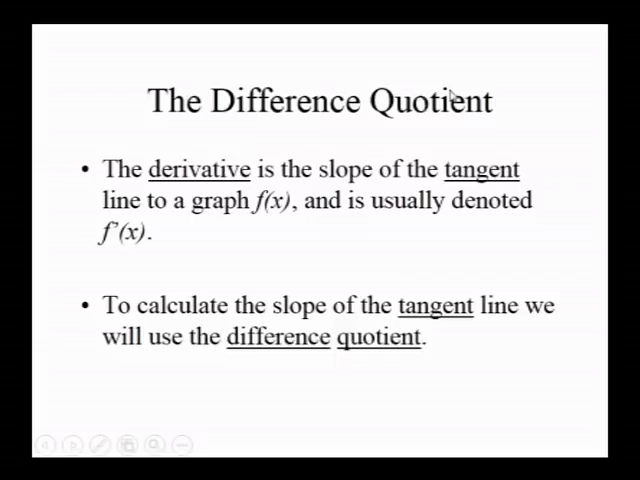 The Difference Quotient
• The derivative is the slope of the tangent
line to a graph f(x), and is usually denoted
f’(x).
• To calculate the slope of the tangent line we
will use the difference quotient.